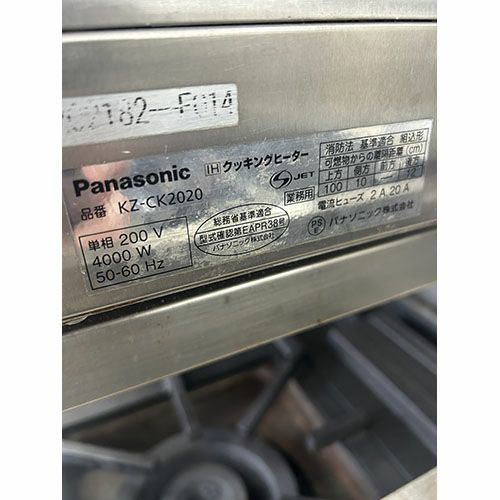 C2182-F014
Panasonic
IH クッキングヒーター
品番 KZ-CK2020
単相 200 V
4000 W
50-60 Hz
総務省基準適合
型式確認第EAPR38号
パナソニック株式会社
S JET
業務用
消防法 基準適合 組込形
可燃物からの離隔距離(cm)
上方 側方 前方 後方
100 10 — 12
電流ヒューズ 2 A, 20 A
PS E パナソニック株式会社